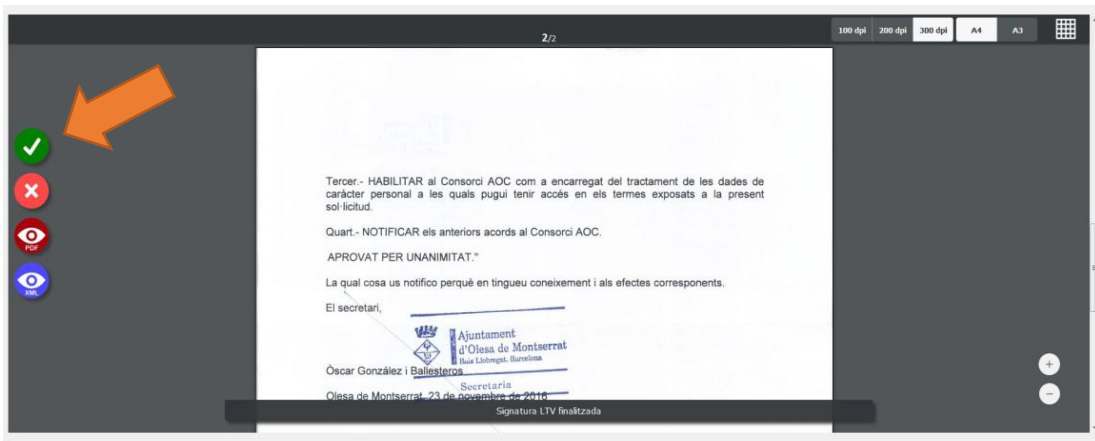 2/2
100 dpi 200 dpi 300 dpi A4 A3
PDF
XML
Tercer.- HABILITAR al Consorci AOC com a encarregat del tractament de les dades de
caràcter personal a les quals pugui tenir accés en els termes exposats a la present
sol·licitud.
Quart.- NOTIFICAR els anteriors acords al Consorci AOC.
APROVAT PER UNANIMITAT."
La qual cosa us notifico perquè en tingueu coneixement i als efectes corresponents.
El secretari,
Ajuntament
d'Olesa de Montserrat
Baix Llobregat. Barcelona
Òscar González i Ballesteros
Secretaria
Olesa de Montserrat, 23 de novembre de 2016
Signatura LTV finalitzada